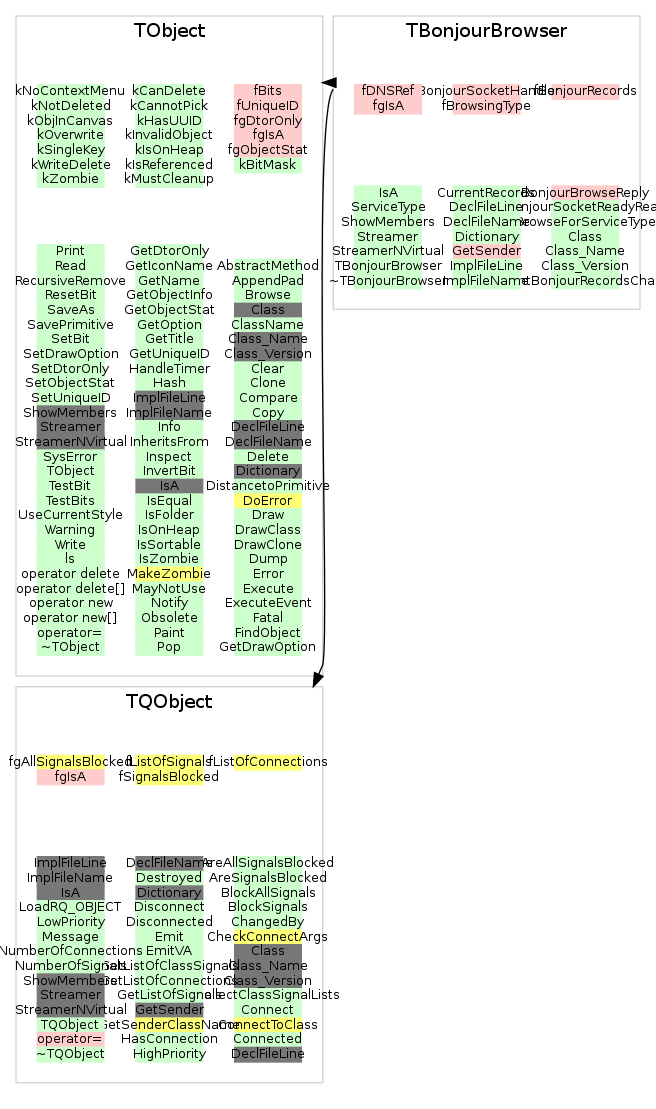 TObject
kNoContextMenu kCanDelete fBits
kNotDeleted kCannotPick fUniqueID
kObjInCanvas kHasUUID fgDtorOnly
kOverwrite kInvalidObject fgIsA
kSingleKey kIsOnHeap fgObjectStat
kWriteDelete kIsReferenced kBitMask
kZombie kMustCleanup
Print GetDtorOnly
Read GetIconName AbstractMethod
RecursiveRemove GetName AppendPad
ResetBit GetObjectInfo Browse
SaveAs GetObjectStat Class
SavePrimitive GetOption ClassName
SetBit GetTitle Class_Name
SetDrawOption GetUniqueID Class_Version
SetDtorOnly HandleTimer Clear
SetObjectStat Hash Clone
SetUniqueID ImplFileLine Compare
ShowMembers ImplFileName Copy
Streamer Info DeclFileLine
StreamerNVirtual InheritsFrom DeclFileName
SysError Inspect Delete
TObject InvertBit Dictionary
TestBit IsA DistancetoPrimitive
TestBits IsEqual DoError
UseCurrentStyle IsFolder Draw
Warning IsOnHeap DrawClass
Write IsSortable DrawClone
ls IsZombie Dump
operator delete MakeZombie Error
operator delete[] MayNotUse Execute
operator new Notify ExecuteEvent
operator new[] Obsolete Fatal
operator= Paint FindObject
~TObject Pop GetDrawOption
TBonjourBrowser
fDNSRef fBonjourRecords
fgIsA fBrowsingType
IsA CurrentRecords BonjourBrowseReply
ServiceType DeclFileLine
ShowMembers DeclFileName
Streamer Dictionary Class
StreamerNVirtual GetSender Class_Name
TBonjourBrowser ImplFileLine Class_Version
~TBonjourBrowser ImplFileName
TQObject
fgAllSignalsBlocked fListOfSignals fListOfConnections
fgIsA fSignalsBlocked
ImplFileLine DeclFileName AreAllSignalsBlocked
ImplFileName Destroyed AreSignalsBlocked
IsA Dictionary BlockAllSignals
LoadRQ_OBJECT Disconnect BlockSignals
LowPriority Disconnected ChangedBy
Message Emit CheckConnectArgs
NumberOfConnections EmitVA Class
NumberOfSignals GetListOfClassSignals Class_Name
ShowMembers GetListOfConnections Class_Version
Streamer GetListOfSignals
StreamerNVirtual GetSender Connect
TQObject GetSenderClassName ConnectToClass
operator= HasConnection Connected
~TQObject HighPriority DeclFileLine